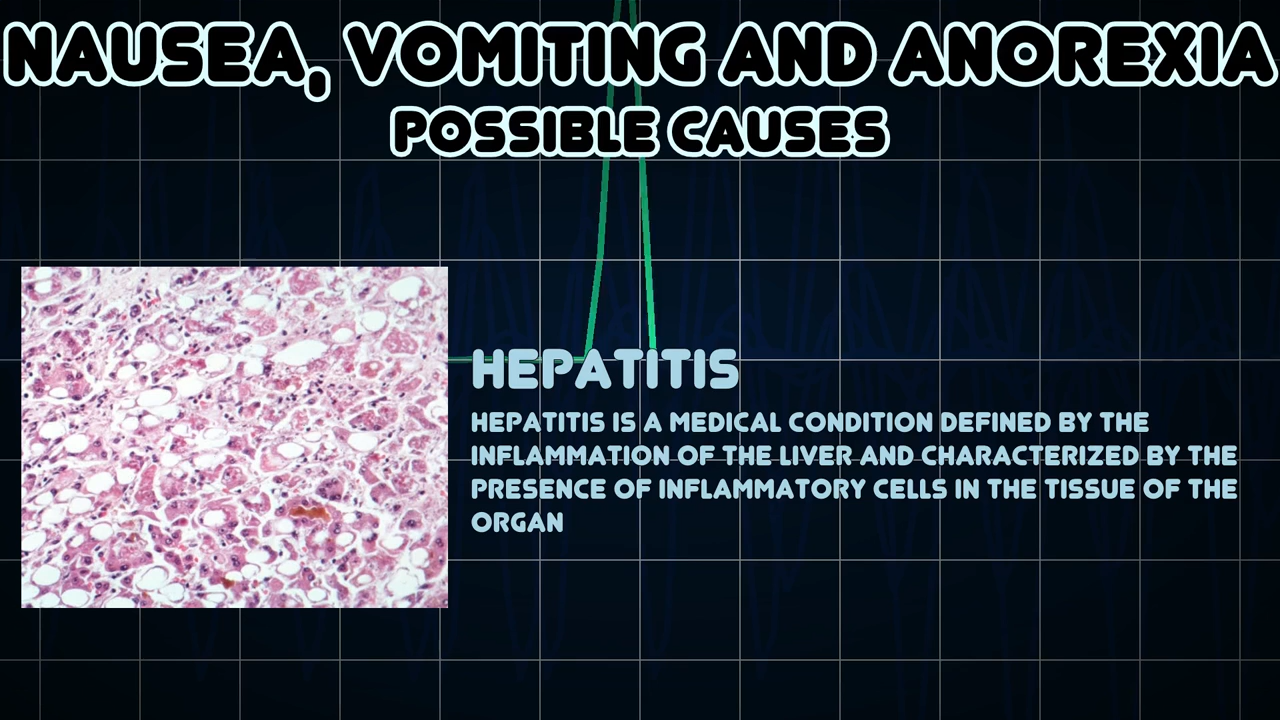 NAUSEA, VOMITING AND ANOREXIA
POSSIBLE CAUSES
HEPATITIS
HEPATITIS IS A MEDICAL CONDITION DEFINED BY THE
INFLAMMATION OF THE LIVER AND CHARACTERIZED BY THE
PRESENCE OF INFLAMMATORY CELLS IN THE TISSUE OF THE
ORGAN